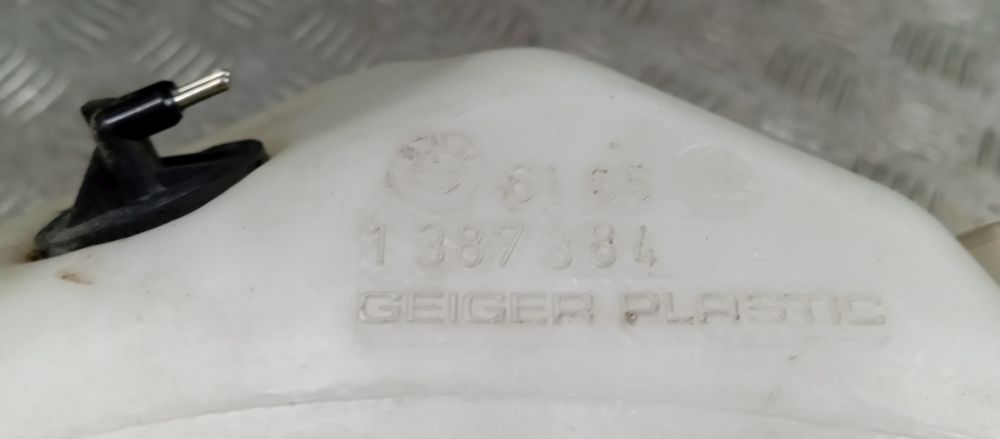 61 65
1 387 384
GEIGER PLASTIC